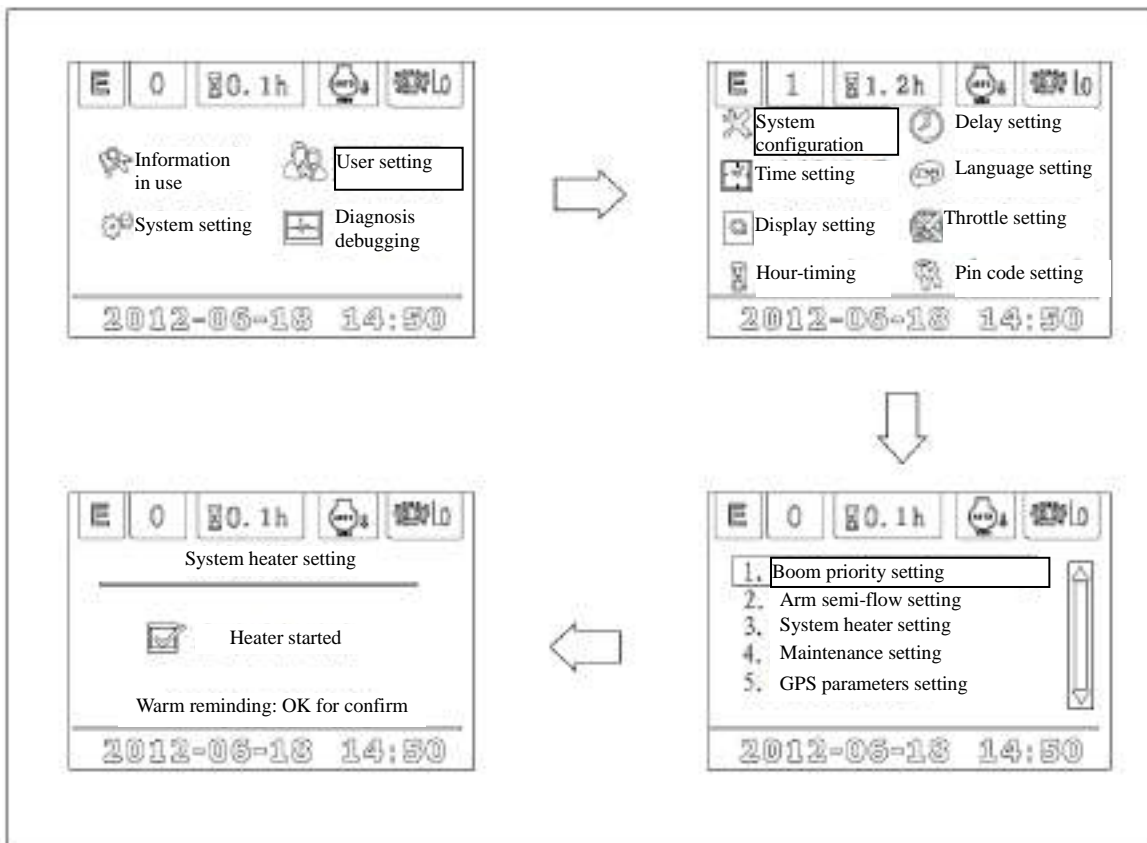 E 0 0.1h Lo
Information
in use
User setting
System setting
Diagnosis
debugging
2012-06-18 14:50
E 1 1.2h Lo
System
configuration
Delay setting
Time setting
Language setting
Display setting
Throttle setting
Hour-timing
Pin code setting
2012-06-18 14:50
E 0 0.1h Lo
1. Boom priority setting
2. Arm semi-flow setting
3. System heater setting
4. Maintenance setting
5. GPS parameters setting
2012-06-18 14:50
E 0 0.1h Lo
System heater setting
Heater started
Warm reminding: OK for confirm
2012-06-18 14:50